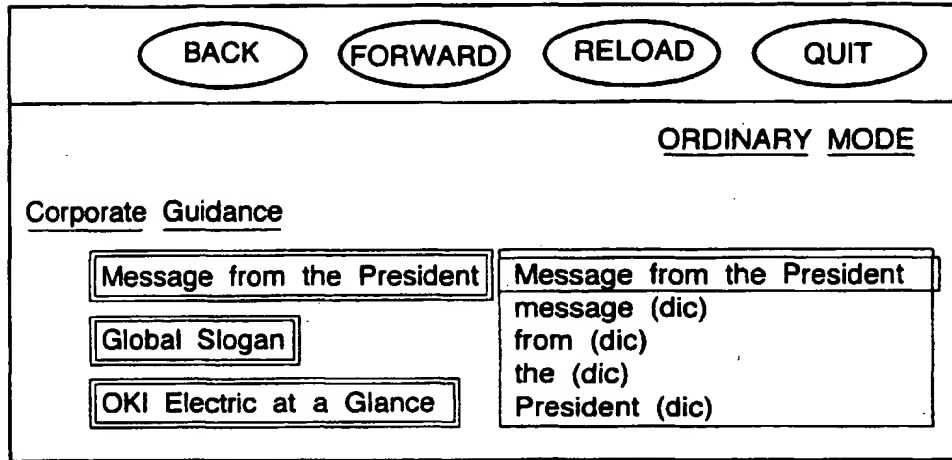 BACK FORWARD RELOAD QUIT
ORDINARY MODE
Corporate Guidance
Message from the President
Global Slogan
OKI Electric at a Glance
Message from the President
message (dic)
from (dic)
the (dic)
President (dic)